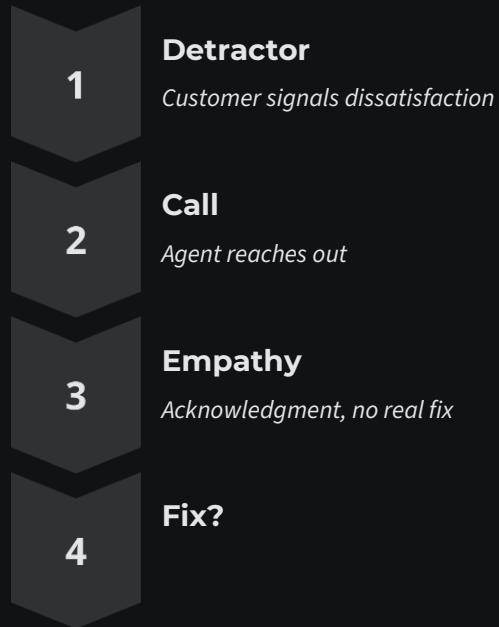 1
Detractor
Customer signals dissatisfaction
2
Call
Agent reaches out
3
Empathy
Acknowledgment, no real fix
4
Fix?